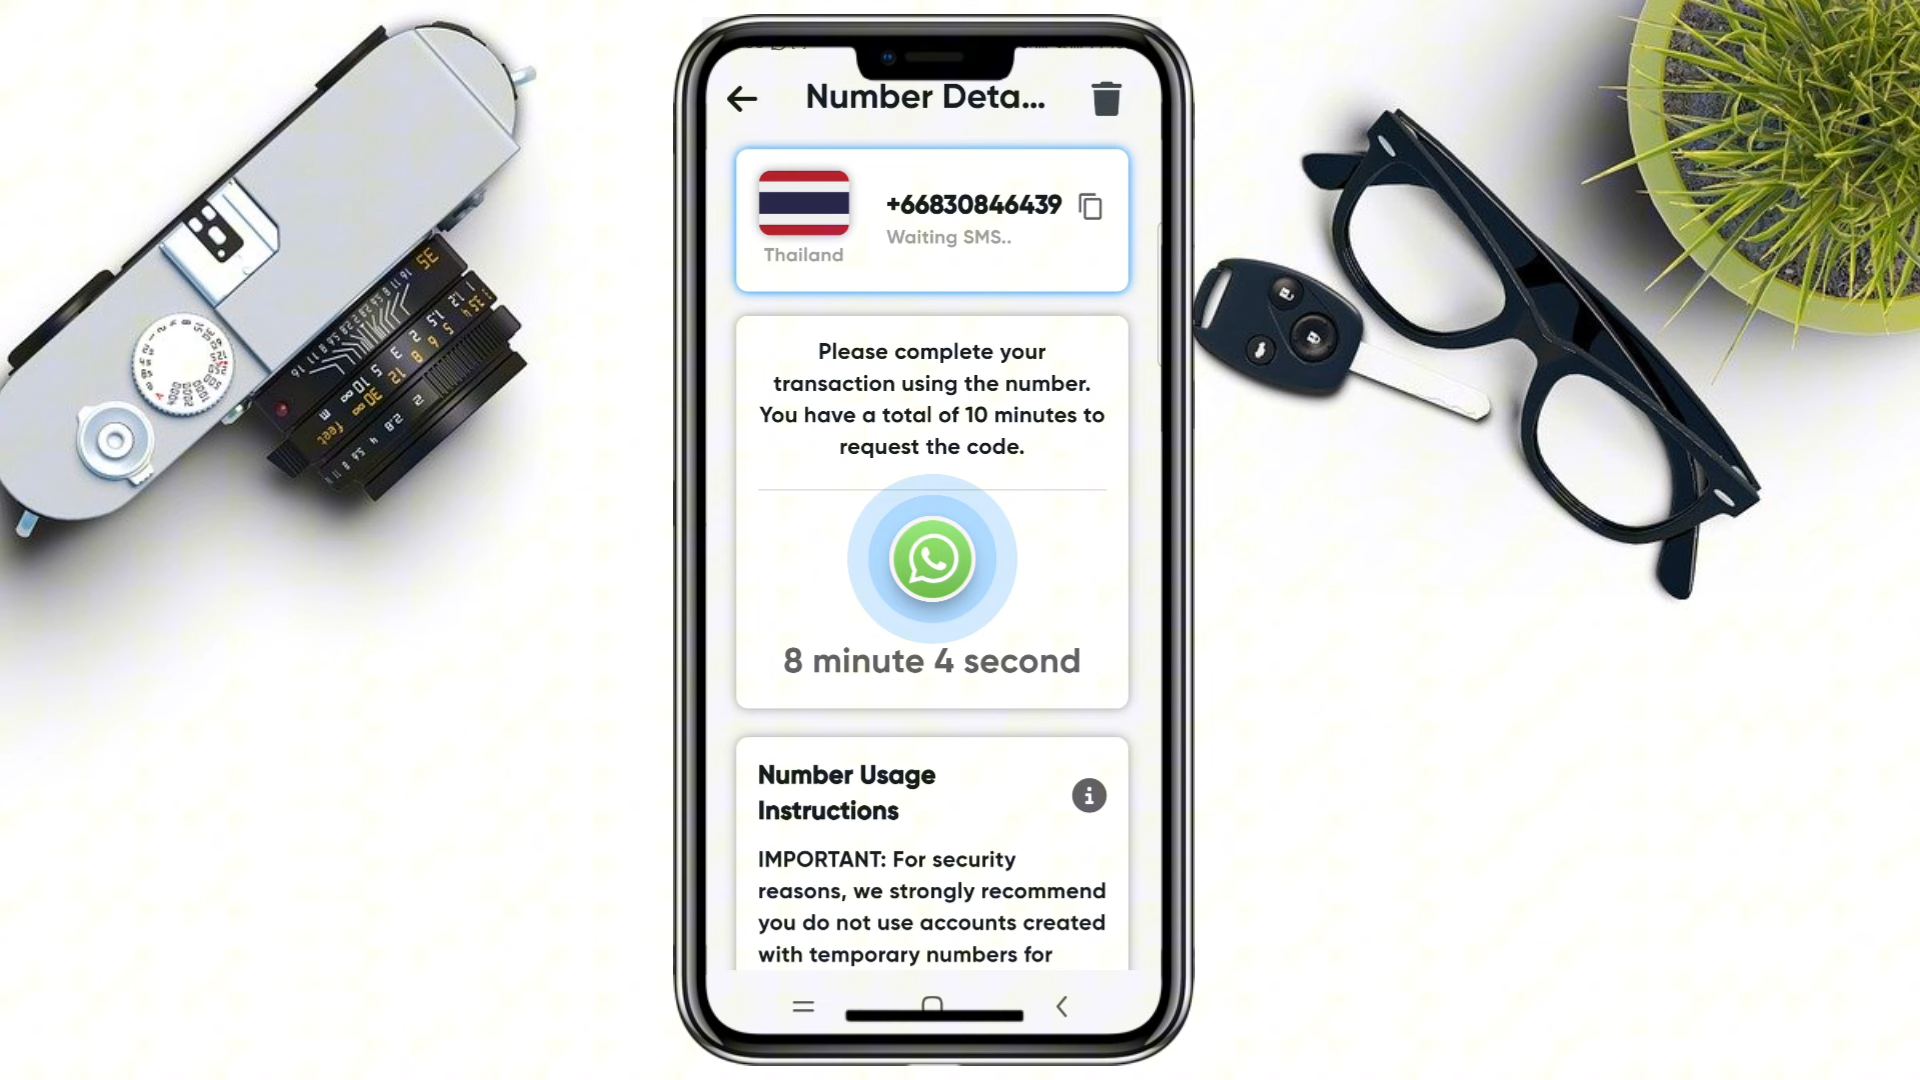 Number Deta...
+66830846439
Waiting SMS..
Thailand
Please complete your
transaction using the number.
You have a total of 10 minutes to
request the code.
8 minute 4 second
Number Usage
Instructions
IMPORTANT: For security
reasons, we strongly recommend
you do not use accounts created
with temporary numbers for
feet